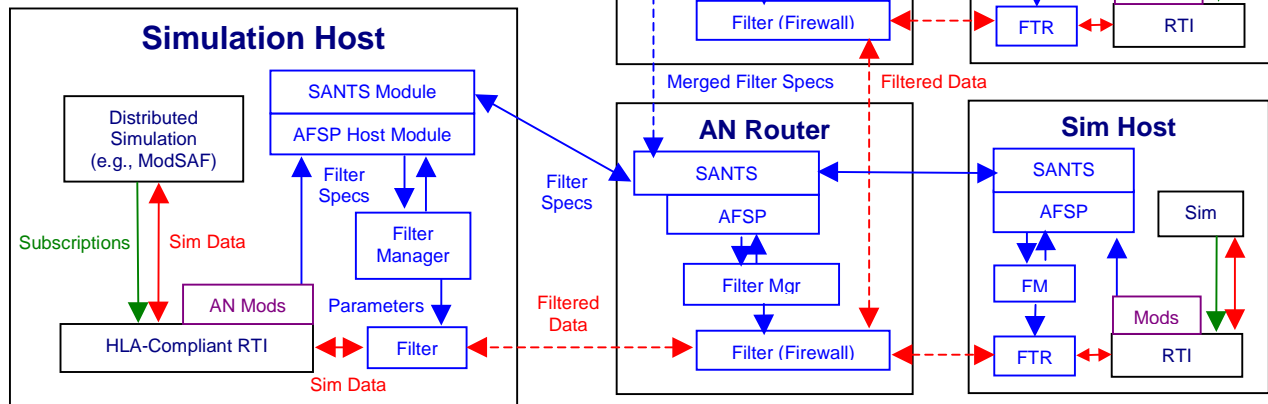 Filter (Firewall)
FTR
RTI
Merged Filter Specs
Filtered Data
Simulation Host
SANTS Module
AFSP Host Module
Distributed
Simulation
(e.g., ModSAF)
Filter
Specs
Subscriptions
Sim Data
Filter
Manager
AN Mods
Parameters
HLA-Compliant RTI
Filter
Sim Data
Filter
Specs
Filtered
Data
AN Router
SANTS
AFSP
Filter Mgr
Filter (Firewall)
Sim Host
SANTS
AFSP
Sim
FM
Mods
FTR
RTI